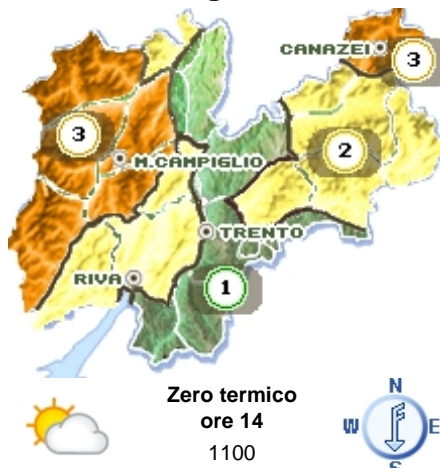 CANAZEI
3
3
M.CAMPIGLIO
2
TRENTO
RIVA
1
Zero termico
ore 14
1100
N
W E
S